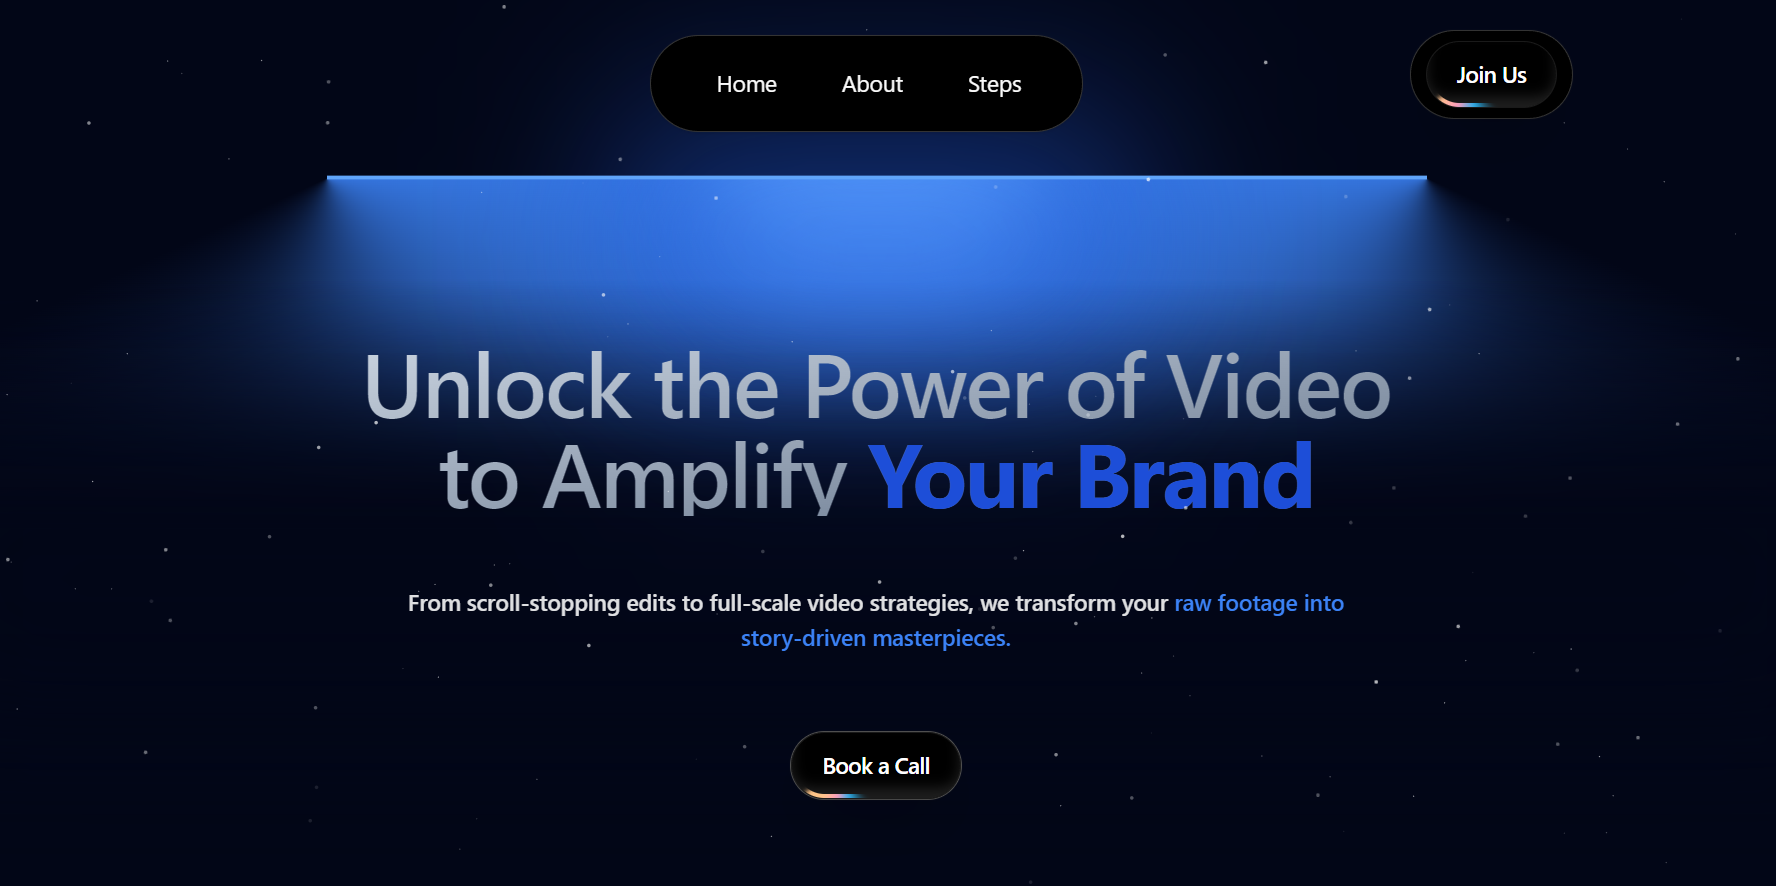 Home About Steps
Join Us
Unlock the Power of Video
to Amplify Your Brand
From scroll-stopping edits to full-scale video strategies, we transform your raw footage into
story-driven masterpieces.
Book a Call